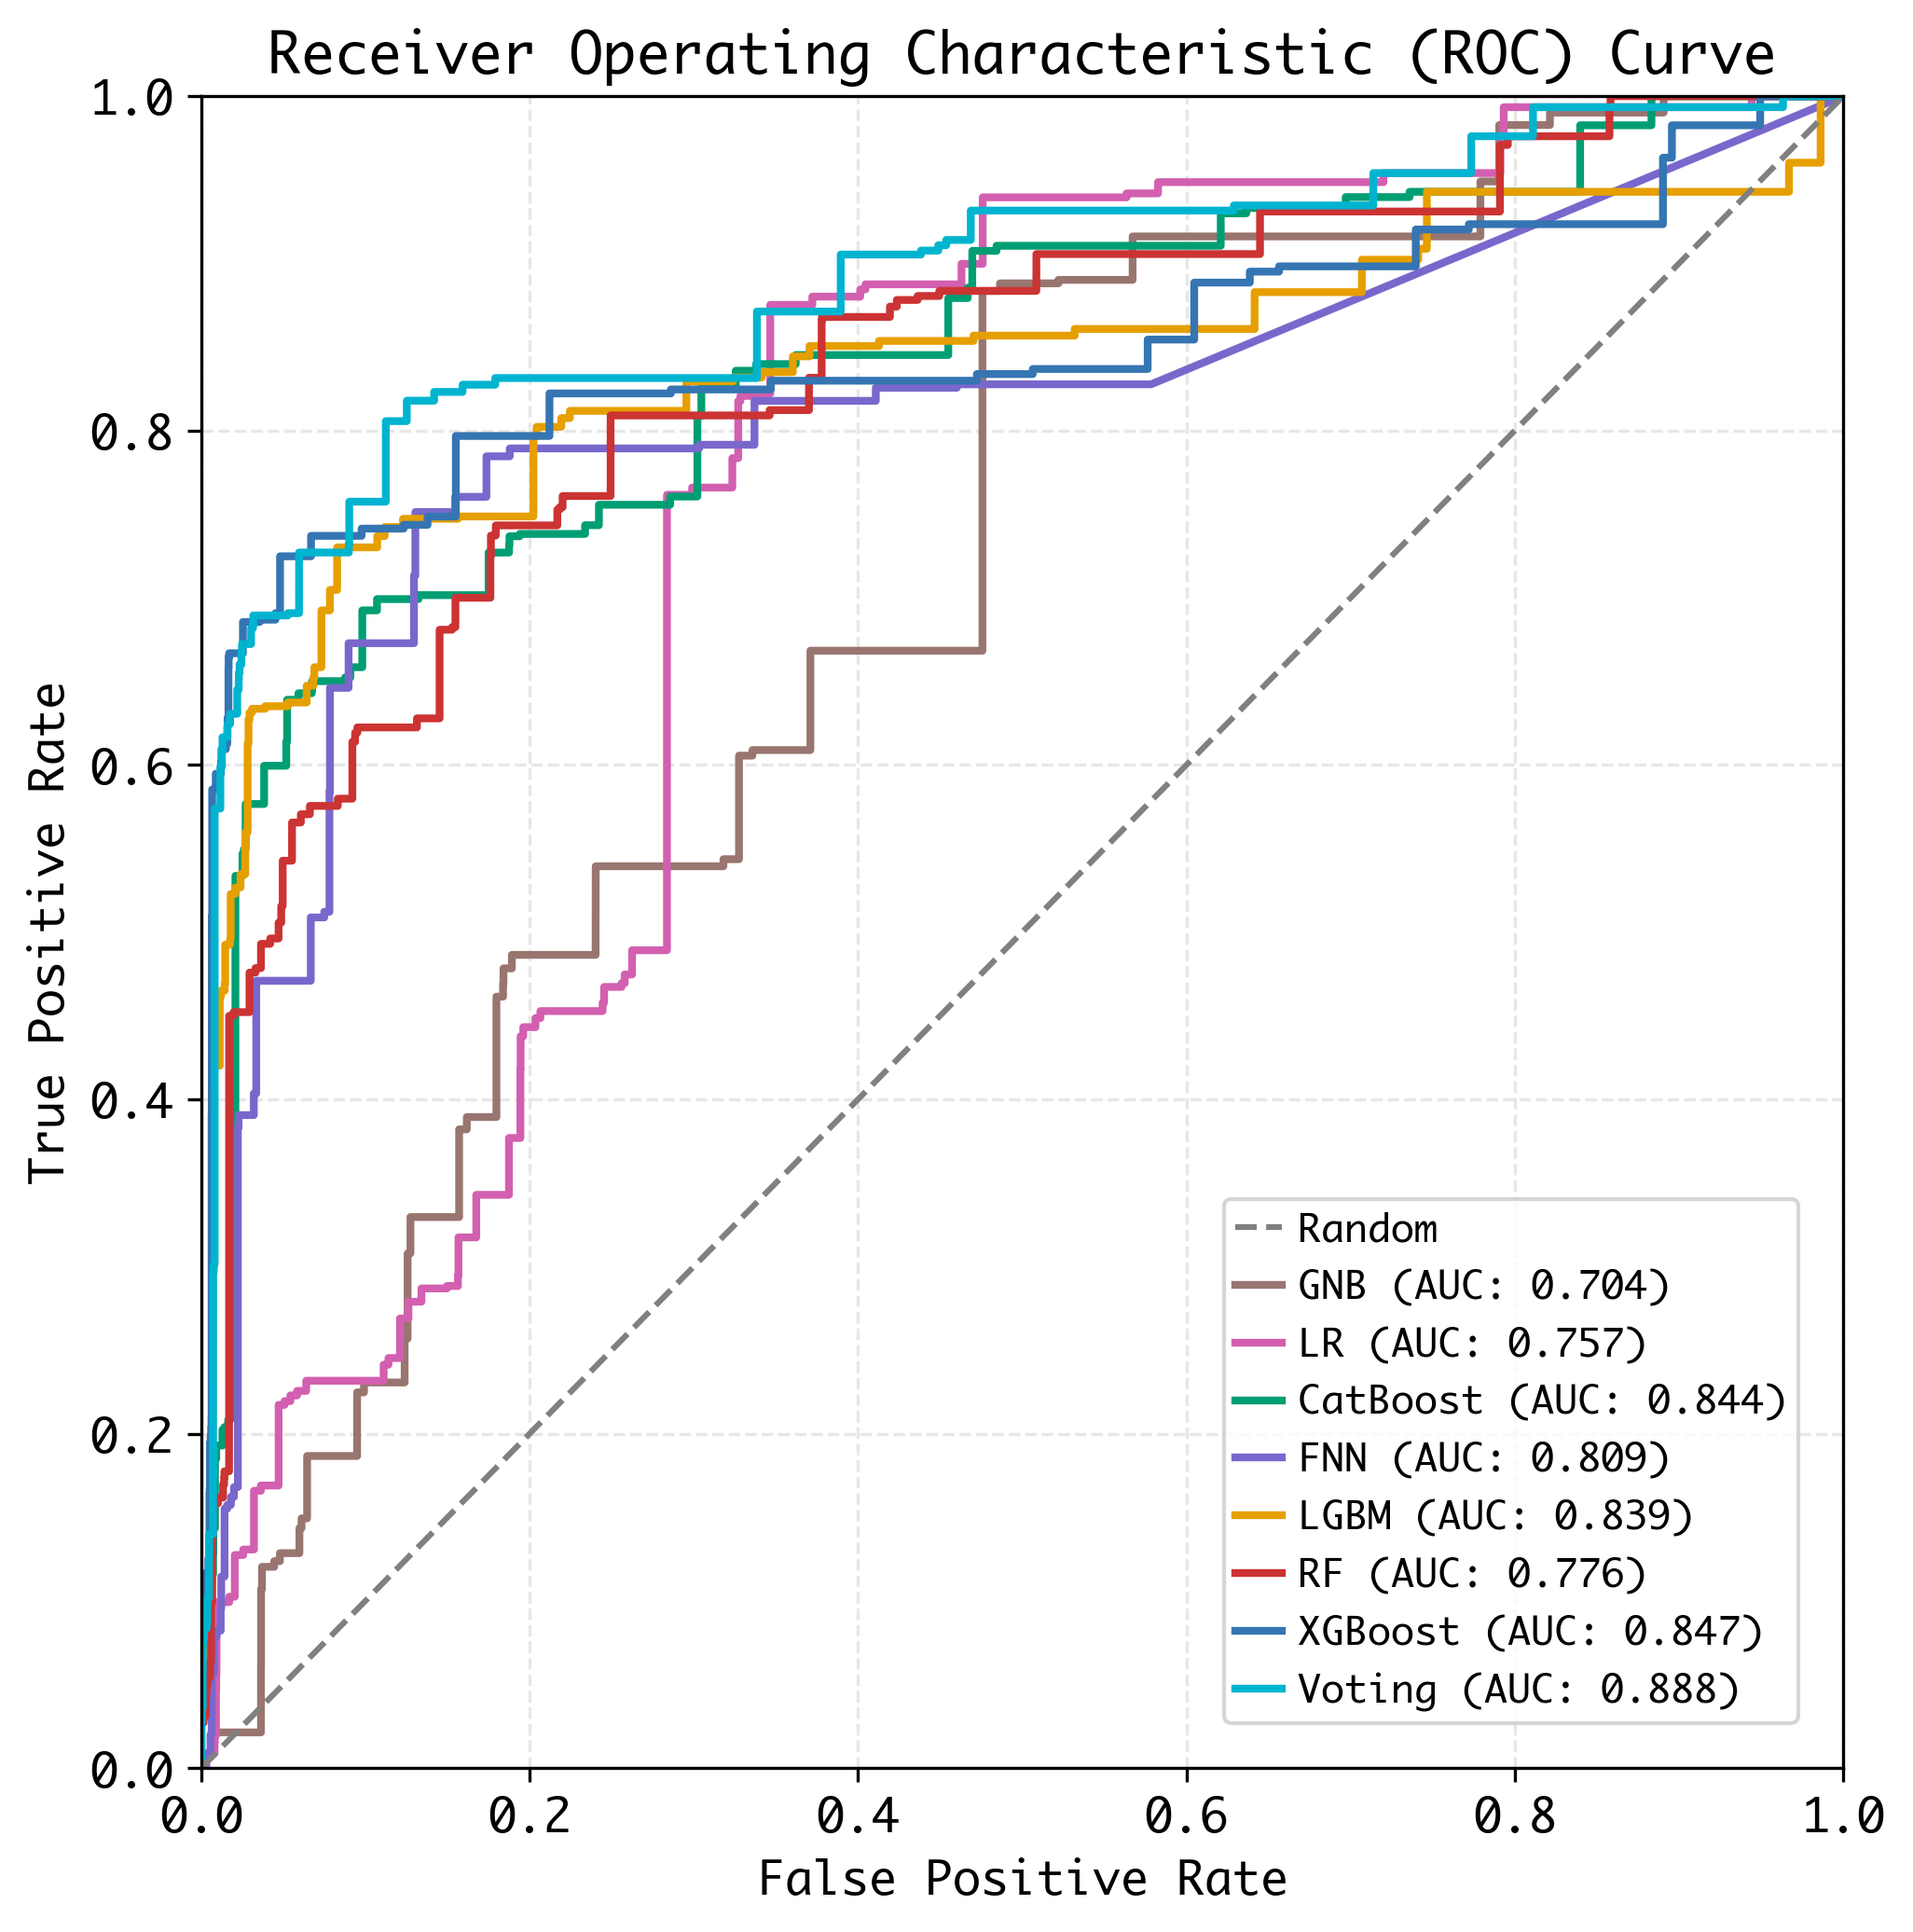 Receiver Operating Characteristic (ROC) Curve
1.0
0.8
0.6
0.4
0.2
0.0
True Positive Rate
0.0 0.2 0.4 0.6 0.8 1.0
False Positive Rate
Random
GNB (AUC: 0.704)
LR (AUC: 0.757)
CatBoost (AUC: 0.844)
FNN (AUC: 0.809)
LGBM (AUC: 0.839)
RF (AUC: 0.776)
XGBoost (AUC: 0.847)
Voting (AUC: 0.888)